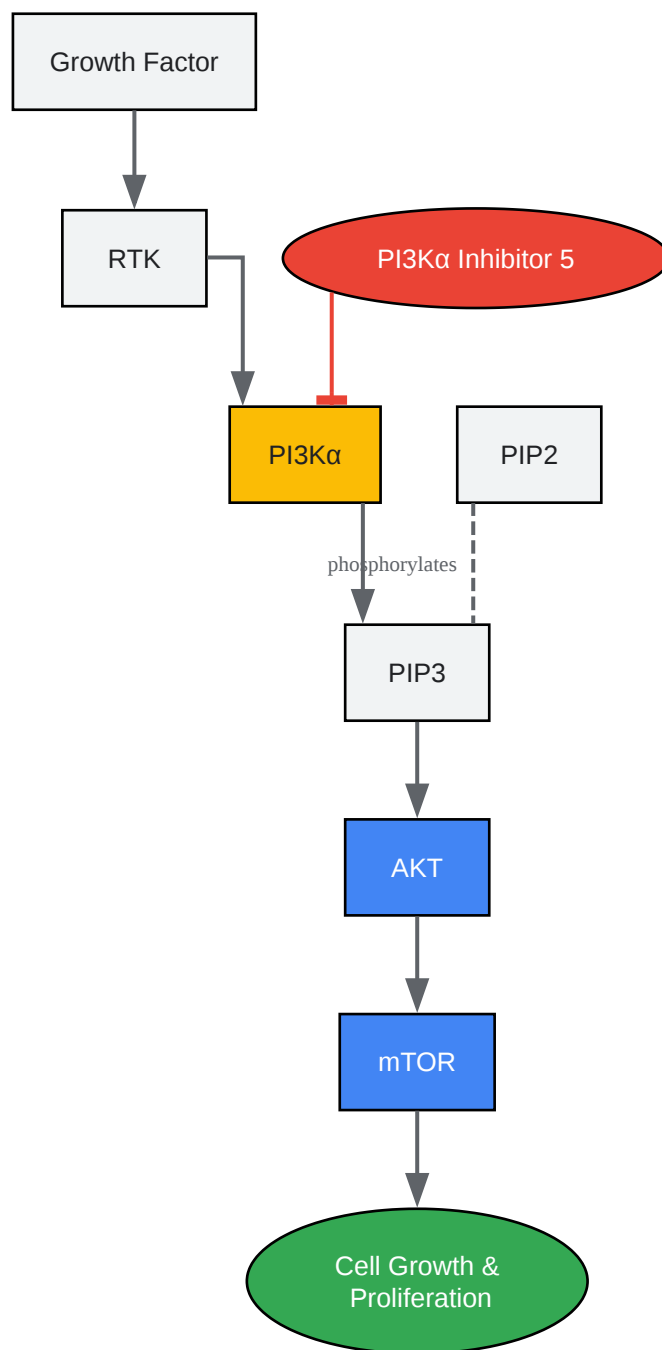 Growth Factor
RTK
PI3Kα Inhibitor 5
PI3Kα
PIP2
phosphorylates
PIP3
AKT
mTOR
Cell Growth &
Proliferation